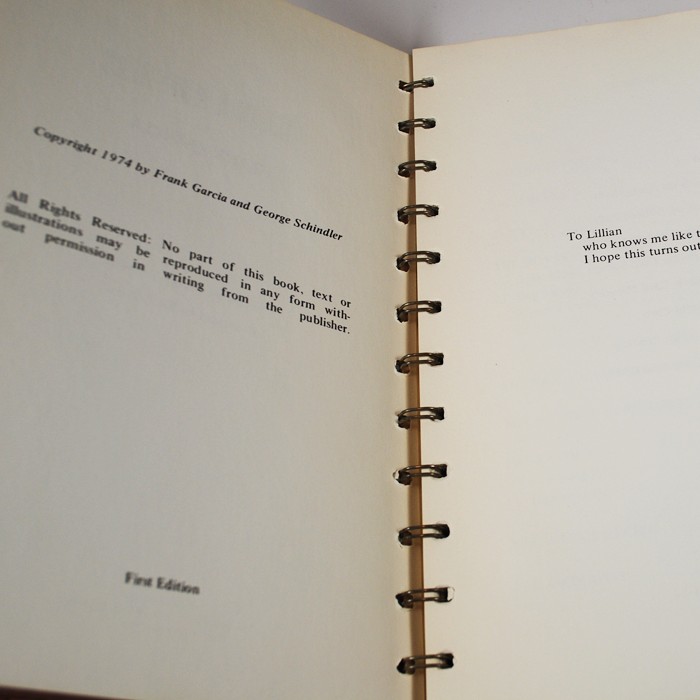 Copyright 1974 by Frank Garcia and George Schindler
All Rights Reserved: No part of this book, text or
illustrations may be reproduced in any form with-
out permission in writing from the publisher.
First Edition
To Lillian
who knows me like
I hope this turns out